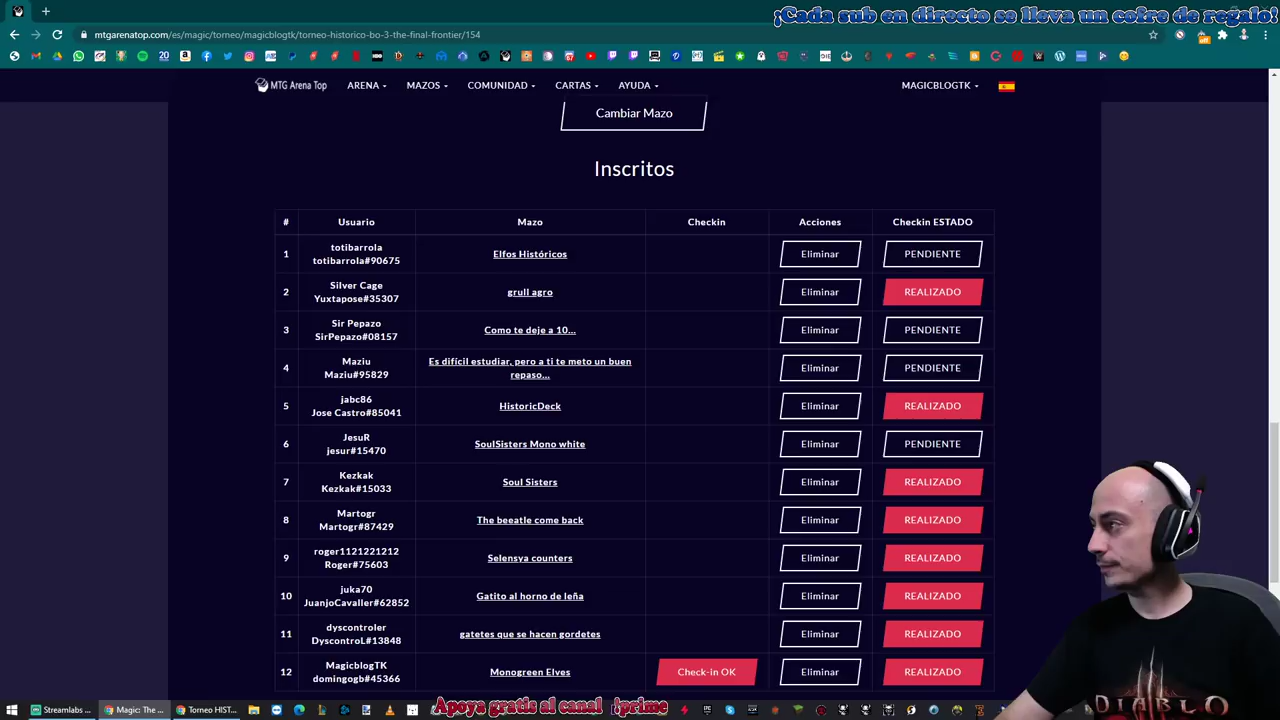 ¡Cada sub en directo se lleva un cofre de regalo!
mtgarenatop.com/es/magic/torneo/magicblogtk/torneo-historico-bo-3-the-final-frontier/154
MTG Arena Top ARENA MAZOS COMUNIDAD CARTAS AYUDA MAGICBLOGTK
Cambiar Mazo
Inscritos
# Usuario Mazo Checkin Acciones Checkin ESTADO
1 totibarrola totibarrola#90675 Elfos Históricos Eliminar PENDIENTE
2 Silver Cage Yuxtapose#35307 grull agro Eliminar REALIZADO
3 Sir Pepazo SirPepazo#08157 Como te deje a 10... Eliminar PENDIENTE
4 Maziu Maziu#95829 Es difícil estudiar, pero a ti te meto un buen repaso... Eliminar PENDIENTE
5 jabc86 Jose Castro#85041 HistoricDeck Eliminar REALIZADO
6 JesuR jesur#15470 SoulSisters Mono white Eliminar PENDIENTE
7 Kezkak Kezkak#15033 Soul Sisters Eliminar REALIZADO
8 Martogr Martogr#87429 The beeatle come back Eliminar REALIZADO
9 roger1121221212 Roger#75603 Selensya counters Eliminar REALIZADO
10 juka70 JuanjoCavaller#62852 Gatito al horno de leña Eliminar REALIZADO
11 dyscontroler DyscontroL#13848 gatetes que se hacen gordetes Eliminar REALIZADO
12 MagicblogTK domingogb#45366 Monogreen Elves Check-in OK Eliminar REALIZADO
DIABLO
Streamlabs ... Magic: The ... Torneo HIST...
Apoya gratis al canal ¡prime